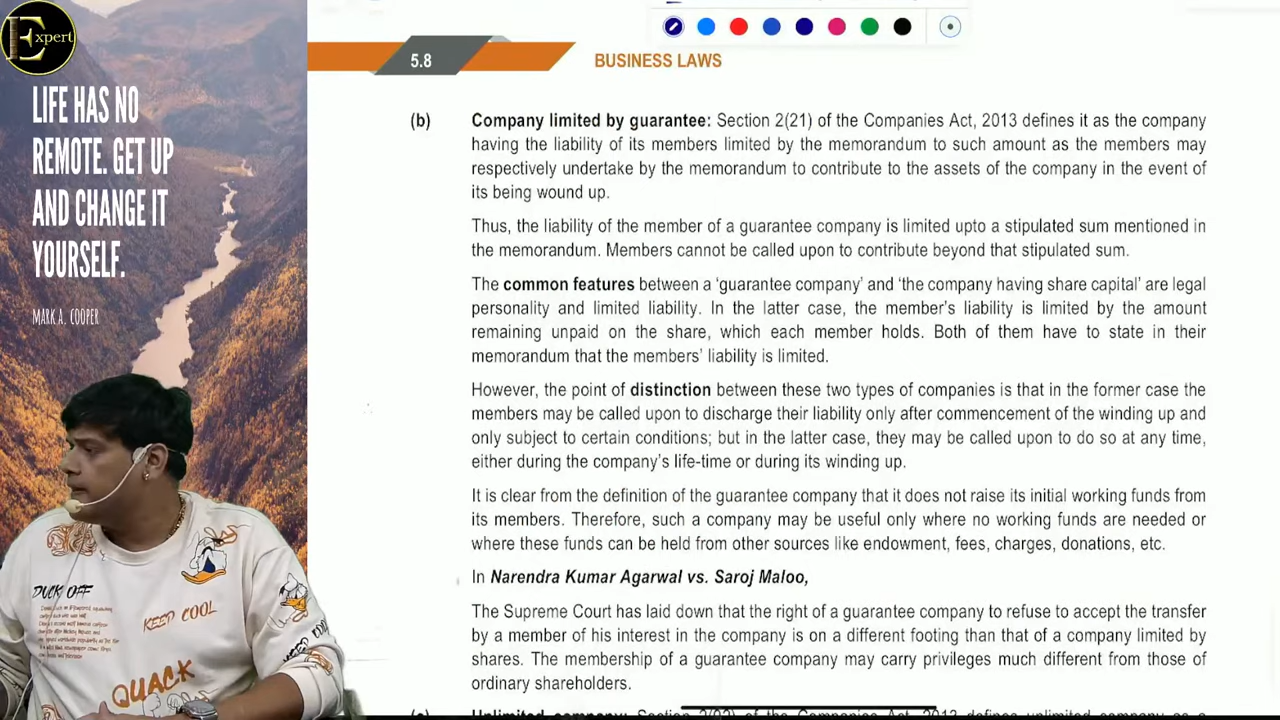 Expert
LIFE HAS NO
REMOTE. GET UP
AND CHANGE IT
YOURSELF.
MARK A. COOPER
5.8
BUSINESS LAWS
(b) Company limited by guarantee: Section 2(21) of the Companies Act, 2013 defines it as the company
having the liability of its members limited by the memorandum to such amount as the members may
respectively undertake by the memorandum to contribute to the assets of the company in the event of
its being wound up.
Thus, the liability of the member of a guarantee company is limited upto a stipulated sum mentioned in
the memorandum. Members cannot be called upon to contribute beyond that stipulated sum.
The common features between a ‘guarantee company’ and ‘the company having share capital’ are legal
personality and limited liability. In the latter case, the member’s liability is limited by the amount
remaining unpaid on the share, which each member holds. Both of them have to state in their
memorandum that the members’ liability is limited.
However, the point of distinction between these two types of companies is that in the former case the
members may be called upon to discharge their liability only after commencement of the winding up and
only subject to certain conditions; but in the latter case, they may be called upon to do so at any time,
either during the company’s life-time or during its winding up.
It is clear from the definition of the guarantee company that it does not raise its initial working funds from
its members. Therefore, such a company may be useful only where no working funds are needed or
where these funds can be held from other sources like endowment, fees, charges, donations, etc.
In Narendra Kumar Agarwal vs. Saroj Maloo,
The Supreme Court has laid down that the right of a guarantee company to refuse to accept the transfer
by a member of his interest in the company is on a different footing than that of a company limited by
shares. The membership of a guarantee company may carry privileges much different from those of
ordinary shareholders.
(c) Unlimited company: Section 2(92) of the Companies Act, 2013 defines unlimited company as a
DUCK OFF
KEEP COOL
QUACK